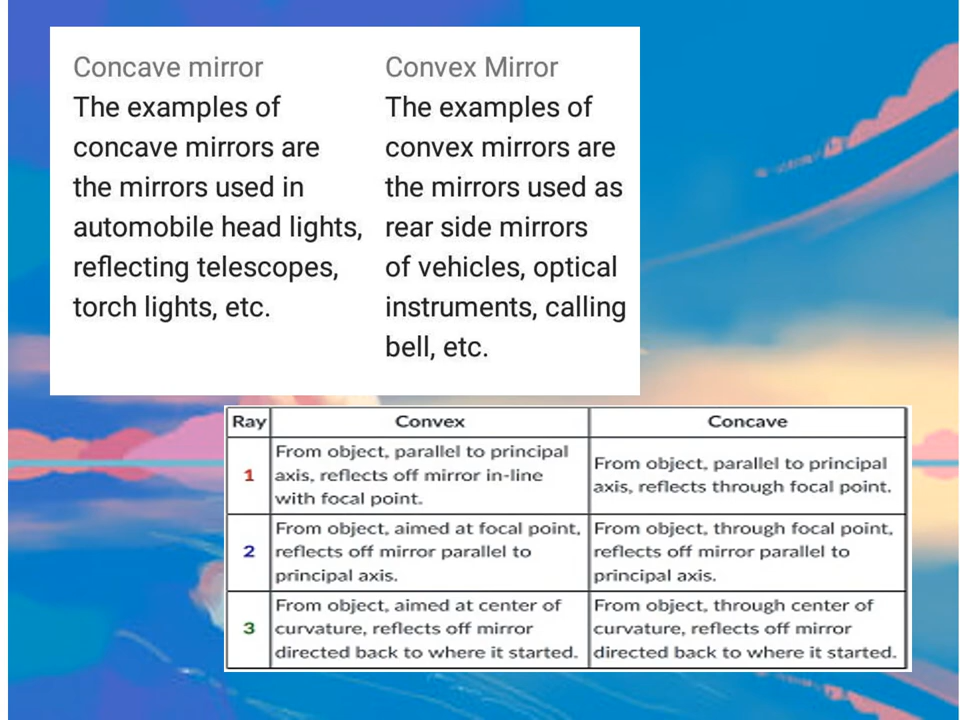 Concave mirror
The examples of
concave mirrors are
the mirrors used in
automobile head lights,
reflecting telescopes,
torch lights, etc.
Convex Mirror
The examples of
convex mirrors are
the mirrors used as
rear side mirrors
of vehicles, optical
instruments, calling
bell, etc.
Ray Convex Concave
1
From object, parallel to principal
axis, reflects off mirror in-line
with focal point.
From object, parallel to principal
axis, reflects through focal point.
2
From object, aimed at focal point,
reflects off mirror parallel to
principal axis.
From object, through focal point,
reflects off mirror parallel to
principal axis.
3
From object, aimed at center of
curvature, reflects off mirror
directed back to where it started.
From object, through center of
curvature, reflects off mirror
directed back to where it started.